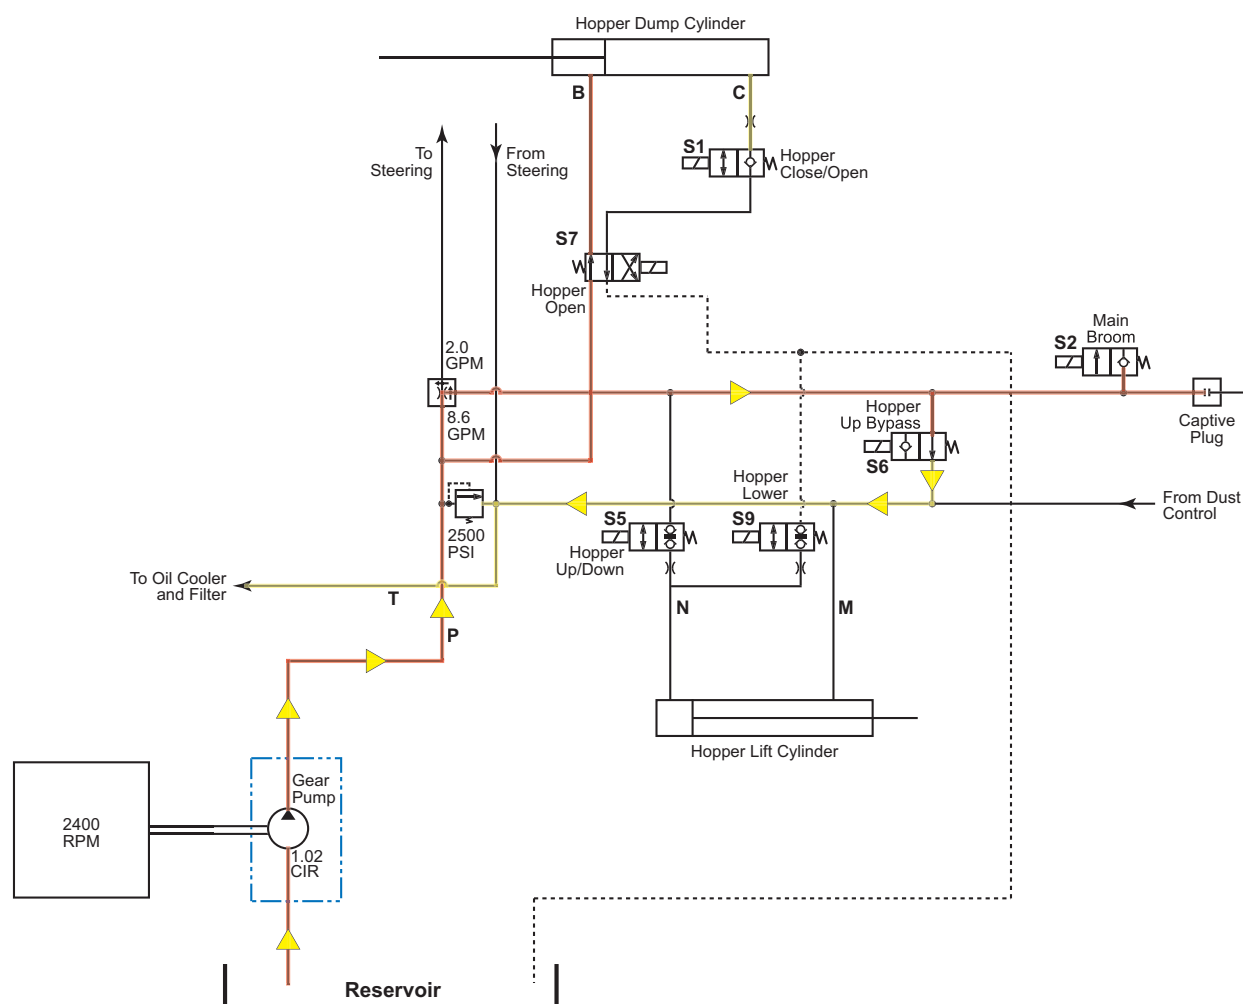 Hopper Dump Cylinder
B
C
S1
Hopper
Close/Open
To
Steering
From
Steering
S7
Hopper
Open
2.0
GPM
8.6
GPM
Main
Broom
S2
Captive
Plug
Hopper
Up Bypass
S6
Hopper
Lower
From Dust
Control
2500
PSI
S5
S9
Hopper
Up/Down
To Oil Cooler
and Filter
T
N
M
P
Hopper Lift Cylinder
Gear
Pump
2400
RPM
1.02
CIR
Reservoir